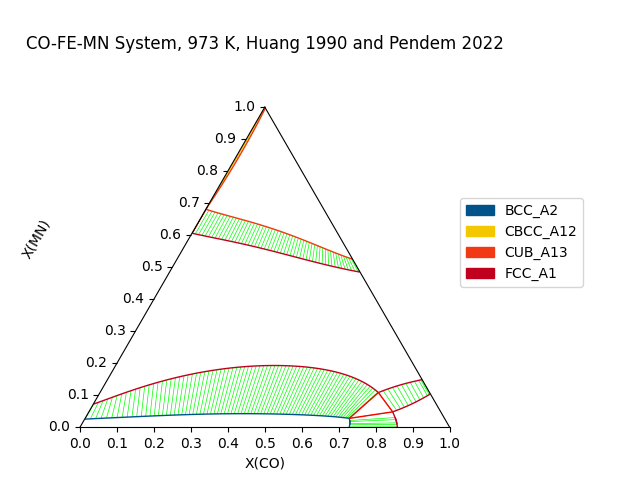 CO-FE-MN System, 973 K, Huang 1990 and Pendem 2022
1.0
0.9
0.8
0.7
0.6
0.5
0.4
0.3
0.2
0.1
0.0
X(MN)
BCC_A2
CBCC_A12
CUB_A13
FCC_A1
0.0 0.1 0.2 0.3 0.4 0.5 0.6 0.7 0.8 0.9 1.0
X(CO)